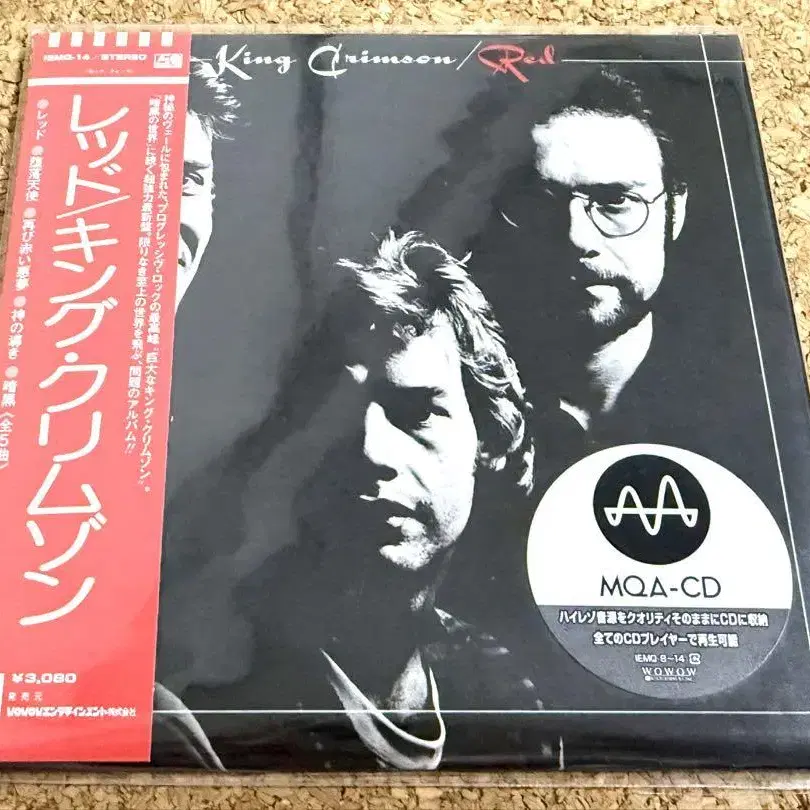 IEMQ-14/STEREO
King Crimson/Red
レッド/キング・クリムゾン
神秘のヴェールに包まれた、プログレッシヴ・ロックの最高峰“巨大なキング・クリムゾン”。
「暗黒の世界」に続く超強力最新盤。限りなき至上の世界を飛ぶ、問題のアルバム!!
●レッド ●堕落天使 ●再び赤い悪夢 ●神の導き ●暗黒〈全5曲〉
¥3,080
発売元
WOWOWエンタテインメント株式会社
MQA-CD
ハイレゾ音源をクオリティそのままにCDに収納
全てのCDプレイヤーで再生可能
IEMQ 8~14
WOWOW